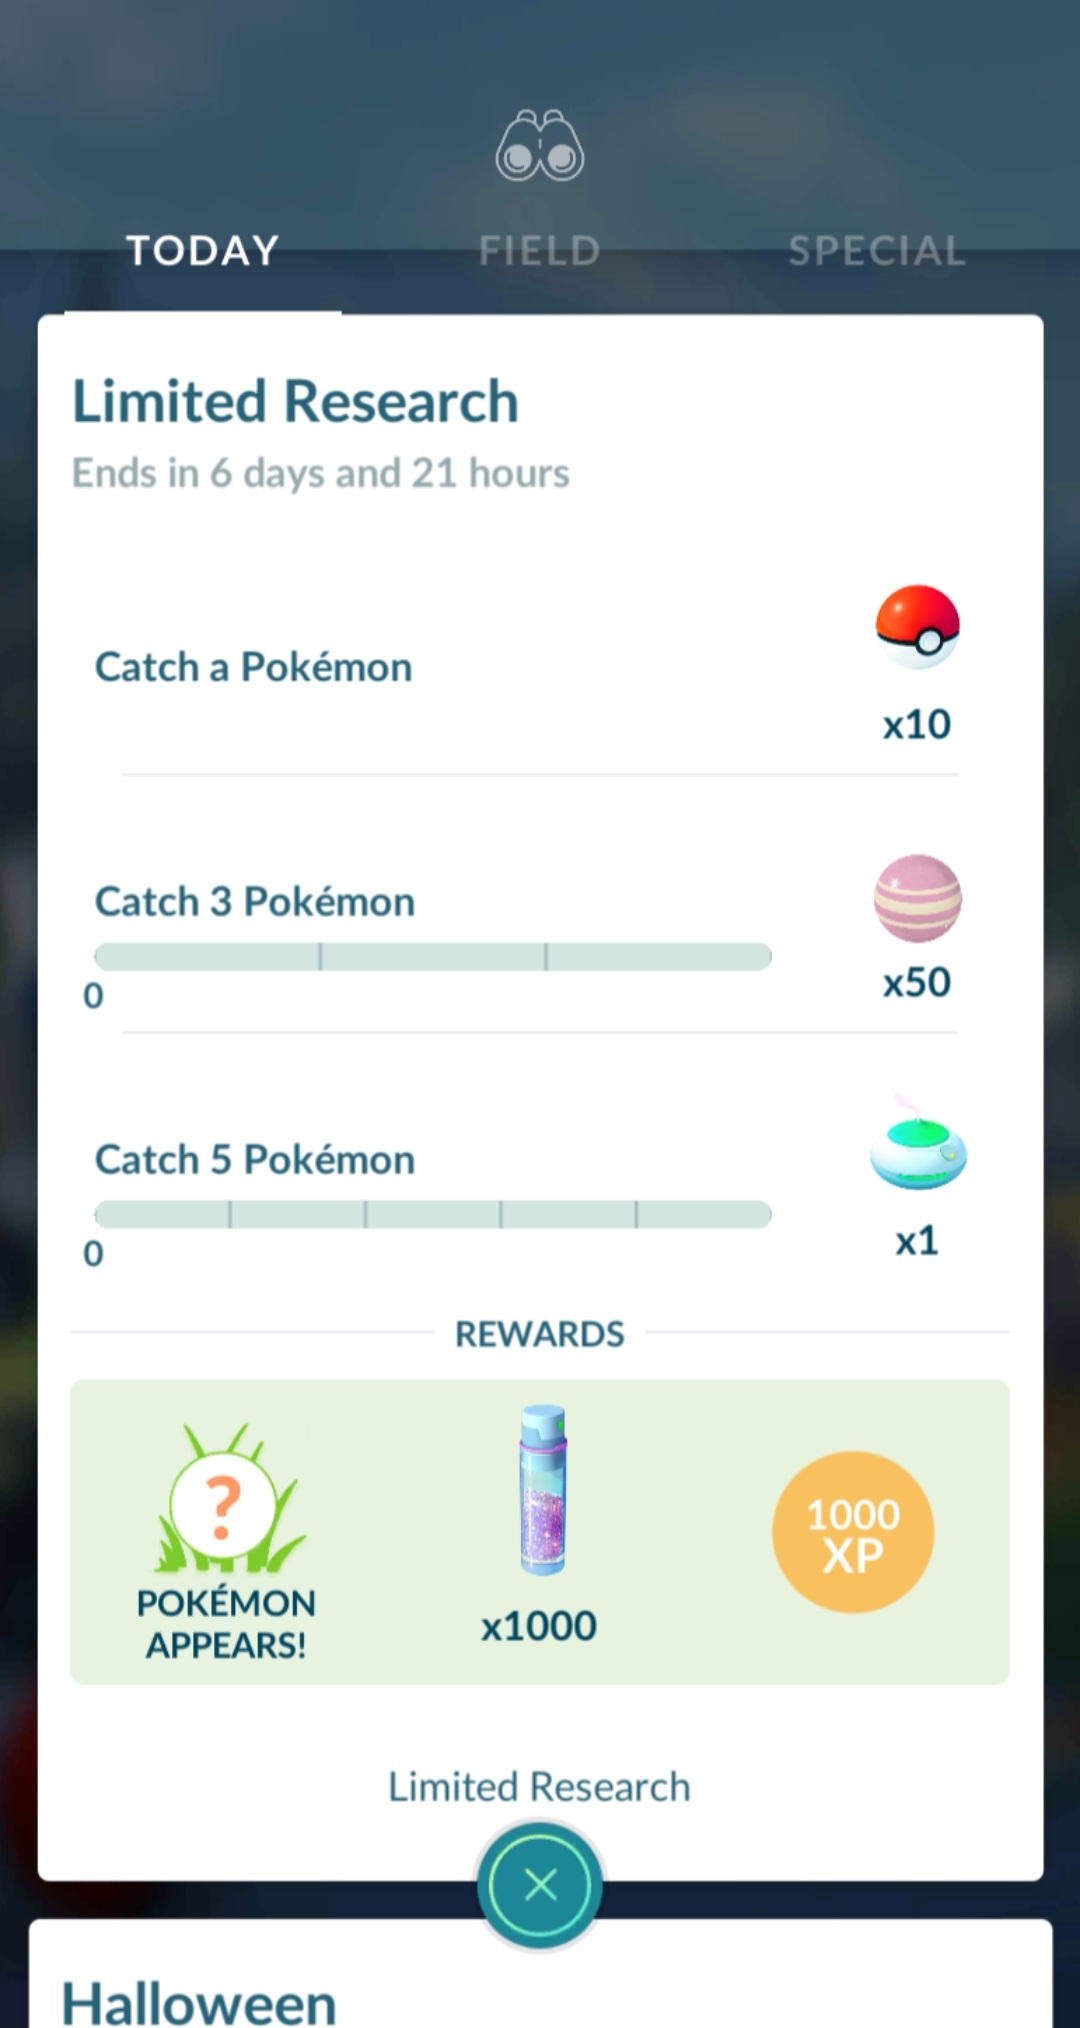 TODAY
FIELD
SPECIAL
Limited Research
Ends in 6 days and 21 hours
Catch a Pokémon
x10
Catch 3 Pokémon
0
x50
Catch 5 Pokémon
0
x1
REWARDS
?
POKÉMON
APPEARS!
x1000
1000
XP
Limited Research
Halloween